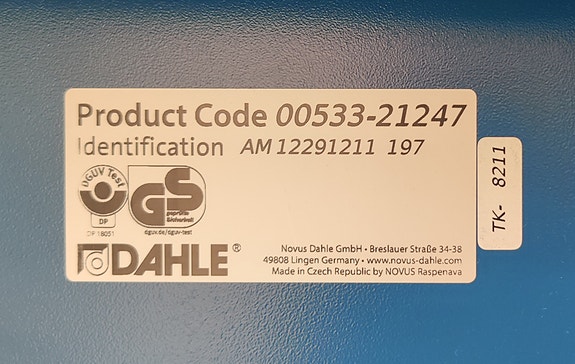 Product Code 00533-21247
Identification AM 12291211 197
DGUV Test
DP
DP 18051
GS
geprüfte
Sicherheit
dguv.de/dguv-test
DAHLE®
Novus Dahle GmbH • Breslauer Straße 34-38
49808 Lingen Germany • www.novus-dahle.com
Made in Czech Republic by NOVUS Raspenava
TK- 8211